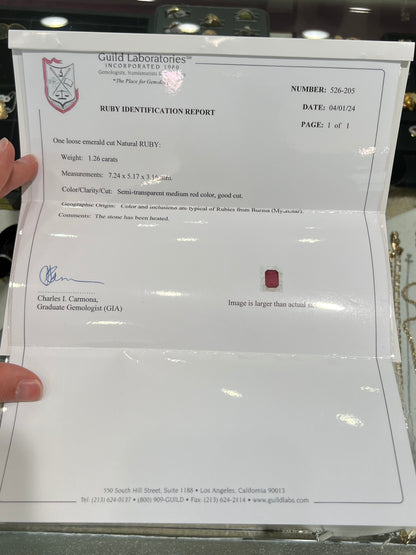 Guild Laboratories
INCORPORATED 1969
Gemologists, Numismatists
"The Place for
RUBY IDENTIFICATION REPORT
NUMBER: 526-205
DATE: 04/01/24
PAGE: 1 of 1
One loose emerald cut Natural RUBY:
Weight: 1.26 carats
Measurements: 7.24 x 5.17 x 3.16 mm.
Color/Clarity/Cut: Semi-transparent medium red color, good cut.
Geographic Origin: Color and inclusions are typical of Rubies from Burma (Myanmar).
Comments: The stone has been heated.
Charles I. Carmona,
Graduate Gemologist (GIA)
Image is larger than actual
550 South Hill Street, Suite 1188 • Los Angeles, California 90013
Tel: (213) 624-0137 • (800) 909-GUILD • Fax: (213) 624-2114 • www.guildlabs.com